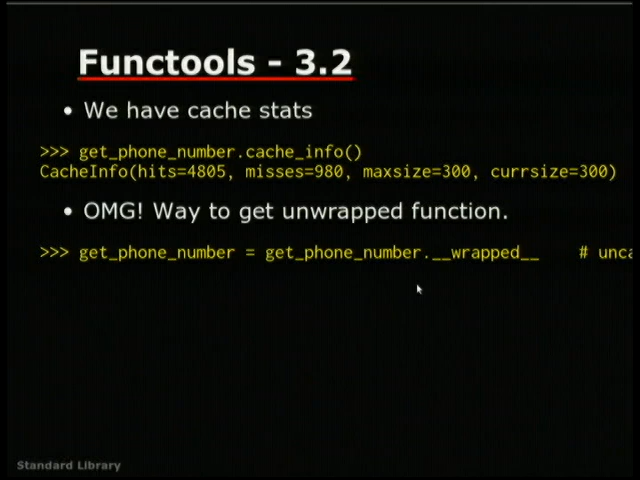 Functools - 3.2
• We have cache stats
>>> get_phone_number.cache_info()
CacheInfo(hits=4805, misses=980, maxsize=300, currsize=300)
• OMG! Way to get unwrapped function.
>>> get_phone_number = get_phone_number.__wrapped__    #
Standard Library